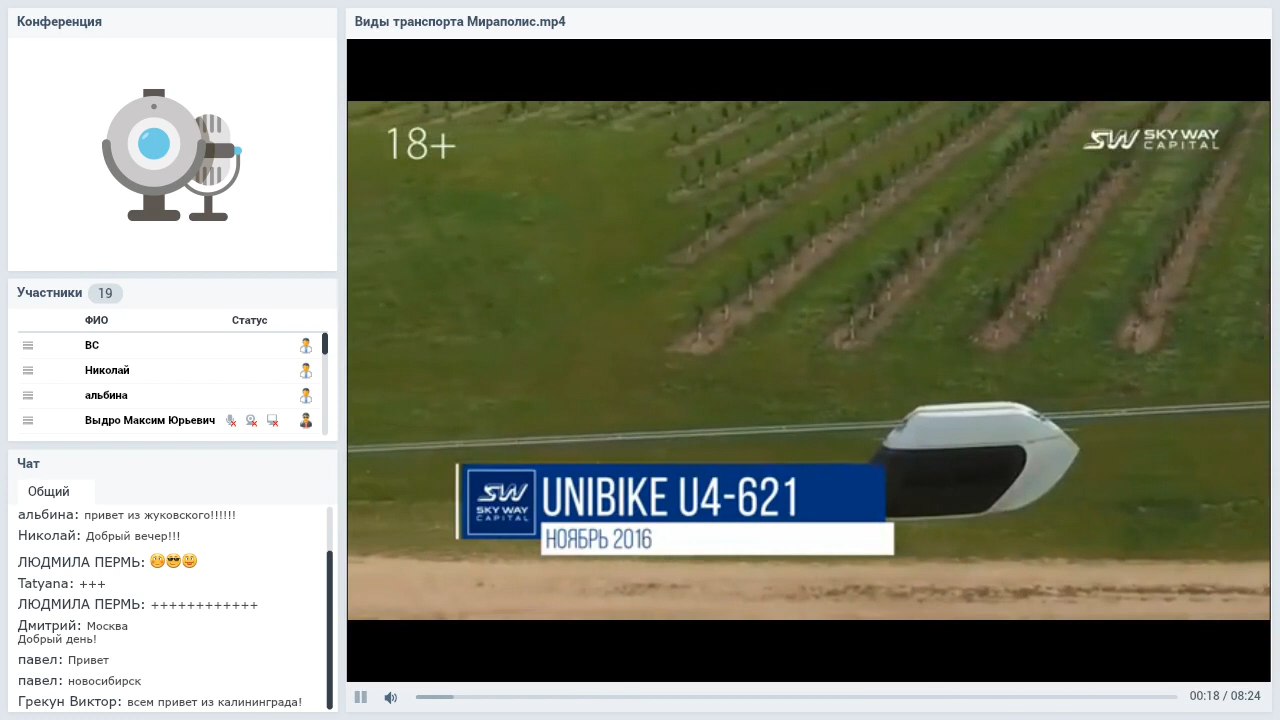 Конференция
Виды транспорта Мираполис.mp4
18+
SW SKY WAY CAPITAL
Участники 19
ФИО Статус
ВС
Николай
альбина
Выдро Максим Юрьевич
Чат
Общий
альбина: привет из жуковского!!!!!!
Николай: Добрый вечер!!!
ЛЮДМИЛА ПЕРМЬ:
Tatyana: +++
ЛЮДМИЛА ПЕРМЬ: ++++++++++++
Дмитрий: Москва
Добрый день!
павел: Привет
павел: новосибирск
Грекун Виктор: всем привет из калининграда!
SW SKY WAY CAPITAL
UNIBIKE U4-621
НОЯБРЬ 2016
00:18 / 08:24